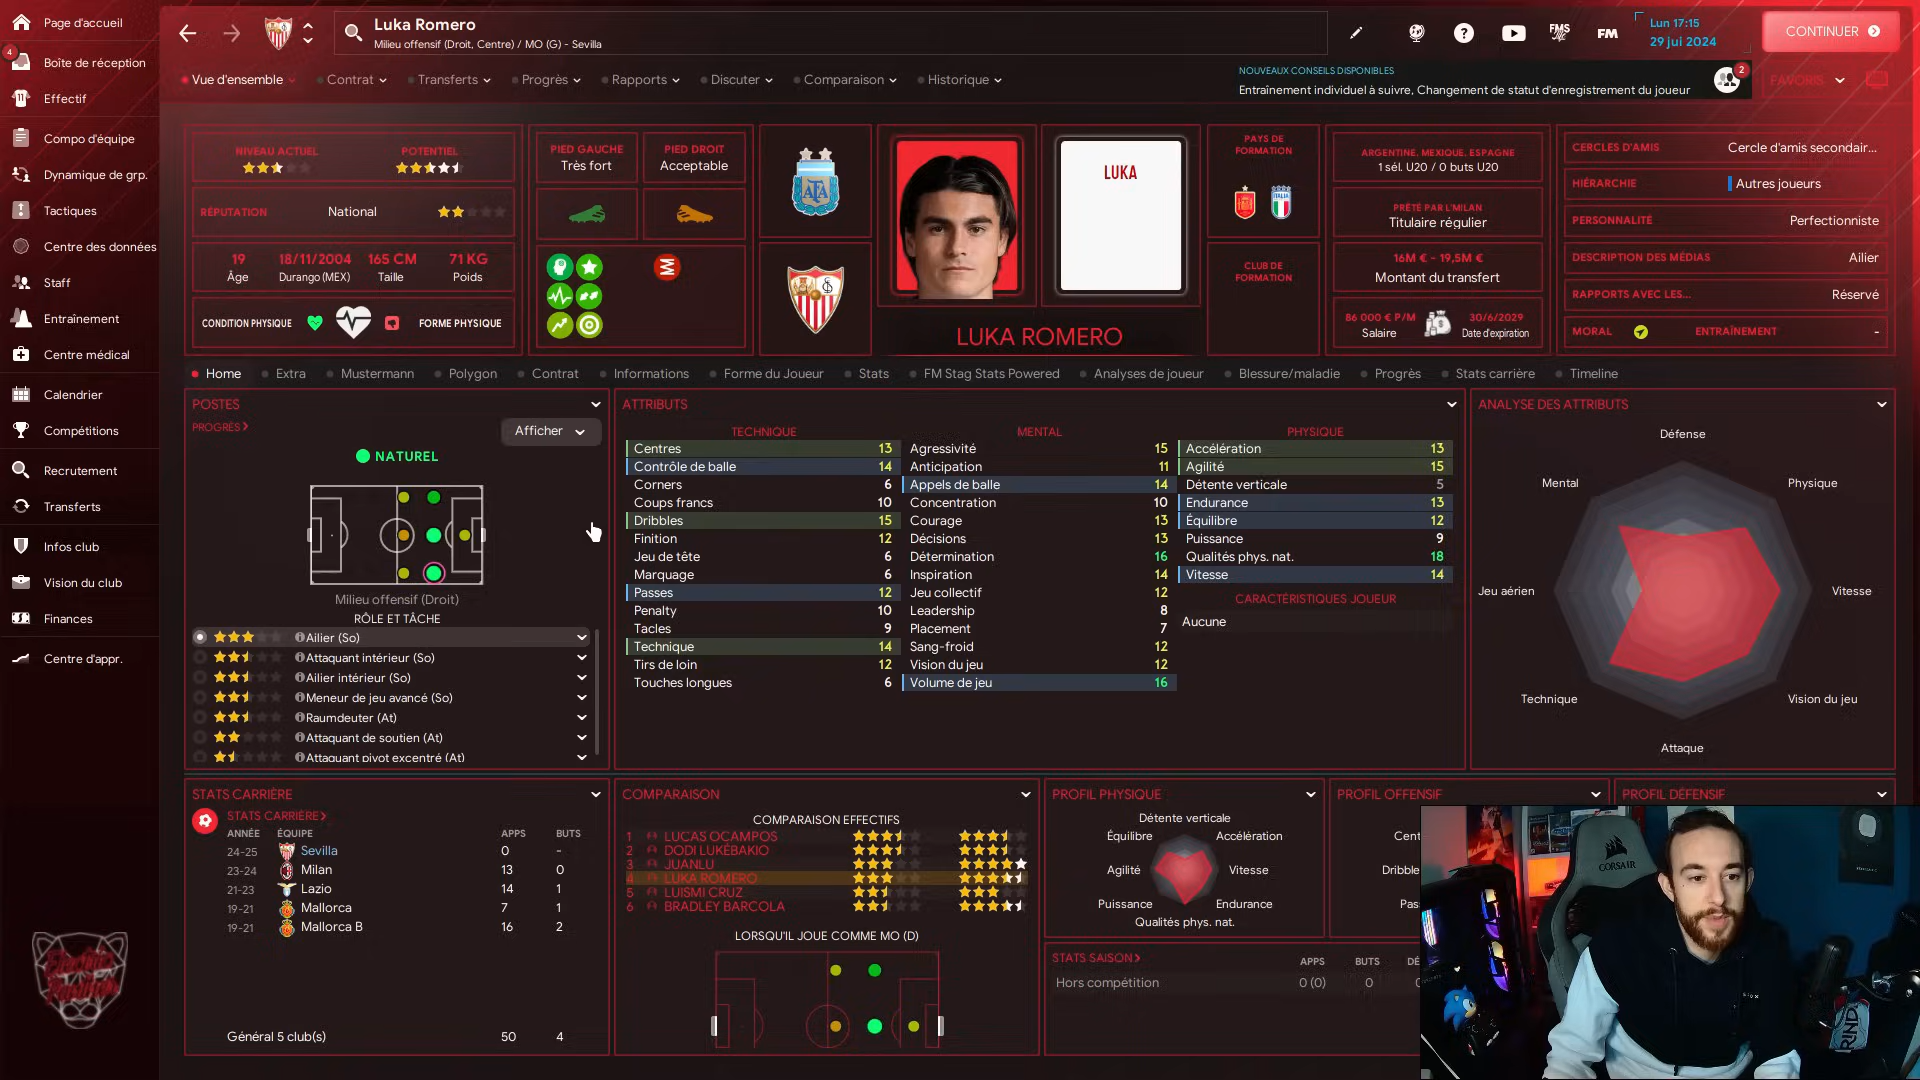 Page d'accueil
4
Boîte de réception
Effectif
Compo d'équipe
Dynamique de grp.
Tactiques
Centre des données
Staff
Entraînement
Centre médical
Calendrier
Compétitions
Recrutement
Transferts
Infos club
Vision du club
Finances
Centre d'appr.
Luka Romero
Milieu offensif (Droit, Centre) / MO (G) - Sevilla
FMS
FM
Lun 17:15
29 jui 2024
CONTINUER
Vue d'ensemble
Contrat
Transferts
Progrès
Rapports
Discuter
Comparaison
Historique
NOUVEAUX CONSEILS DISPONIBLES
Entraînement individuel à suivre, Changement de statut d'enregistrement du joueur
2
FAVORIS
NIVEAU ACTUEL
POTENTIEL
RÉPUTATION
National
19
Âge
18/11/2004
Durango (MEX)
165 CM
Taille
71 KG
Poids
CONDITION PHYSIQUE
FORME PHYSIQUE
PIED GAUCHE
Très fort
PIED DROIT
Acceptable
AFA
LUKA
LUKA ROMERO
PAYS DE
FORMATION
CLUB DE
FORMATION
ARGENTINE, MEXIQUE, ESPAGNE
1 sél. U20 / 0 buts U20
PRÊTÉ PAR L'MILAN
Titulaire régulier
16M € - 19,5M €
Montant du transfert
86 000 € P/M
Salaire
30/6/2029
Date d'expiration
CERCLES D'AMIS
Cercle d'amis secondair...
HIÉRARCHIE
Autres joueurs
PERSONNALITÉ
Perfectionniste
DESCRIPTION DES MÉDIAS
Ailier
RAPPORTS AVEC LES...
Réservé
MORAL
ENTRAÎNEMENT
-
Home
Extra
Mustermann
Polygon
Contrat
Informations
Forme du Joueur
Stats
FM Stag Stats Powered
Analyses de joueur
Blessure/maladie
Progrès
Stats carrière
Timeline
POSTES
PROGRÈS
Afficher
NATUREL
Milieu offensif (Droit)
RÔLE ET TÂCHE
Ailier (So)
Attaquant intérieur (So)
Ailier intérieur (So)
Meneur de jeu avancé (So)
Raumdeuter (At)
Attaquant de soutien (At)
Attaquant pivot excentré (At)
ATTRIBUTS
TECHNIQUE
Centres 13
Contrôle de balle 14
Corners 6
Coups francs 10
Dribbles 15
Finition 12
Jeu de tête 6
Marquage 6
Passes 12
Penalty 10
Tacles 9
Technique 14
Tirs de loin 12
Touches longues 6
MENTAL
Agressivité 15
Anticipation 11
Appels de balle 14
Concentration 10
Courage 13
Décisions 13
Détermination 16
Inspiration 14
Jeu collectif 12
Leadership 8
Placement 7
Sang-froid 12
Vision du jeu 12
Volume de jeu 16
PHYSIQUE
Accélération 13
Agilité 15
Détente verticale 5
Endurance 13
Équilibre 12
Puissance 9
Qualités phys. nat. 18
Vitesse 14
CARACTÉRISTIQUES JOUEUR
Aucune
ANALYSE DES ATTRIBUTS
Défense
Mental
Physique
Jeu aérien
Vitesse
Technique
Vision du jeu
Attaque
STATS CARRIÈRE
STATS CARRIÈRE
ANNÉE ÉQUIPE APPS BUTS
24-25 Sevilla 0 -
23-24 Milan 13 0
21-23 Lazio 14 1
19-21 Mallorca 7 1
19-21 Mallorca B 16 2
Général 5 club(s) 50 4
COMPARAISON
COMPARAISON EFFECTIFS
1 LUCAS OCAMPOS
2 DODI LUKÉBAKIO
3 JUANLU
4 LUKA ROMERO
5 LUISMI CRUZ
6 BRADLEY BARCOLA
LORSQU'IL JOUE COMME MO (D)
PROFIL PHYSIQUE
Détente verticale
Équilibre
Accélération
Agilité
Vitesse
Puissance
Endurance
Qualités phys. nat.
PROFIL OFFENSIF
Cent
Dribble
Pas
PROFIL DÉFENSIF
STATS SAISON
APPS BUTS DÉ
Hors compétition 0 (0) 0
CORSAIR